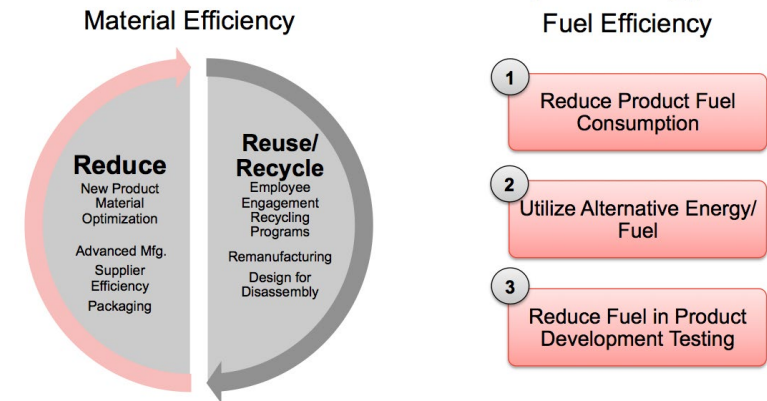 Material Efficiency
Reduce
New Product
Material
Optimization
Advanced Mfg.
Supplier
Efficiency
Packaging
Reuse/
Recycle
Employee
Engagement
Recycling
Programs
Remanufacturing
Design for
Disassembly
Fuel Efficiency
1
Reduce Product Fuel
Consumption
2
Utilize Alternative Energy/
Fuel
3
Reduce Fuel in Product
Development Testing